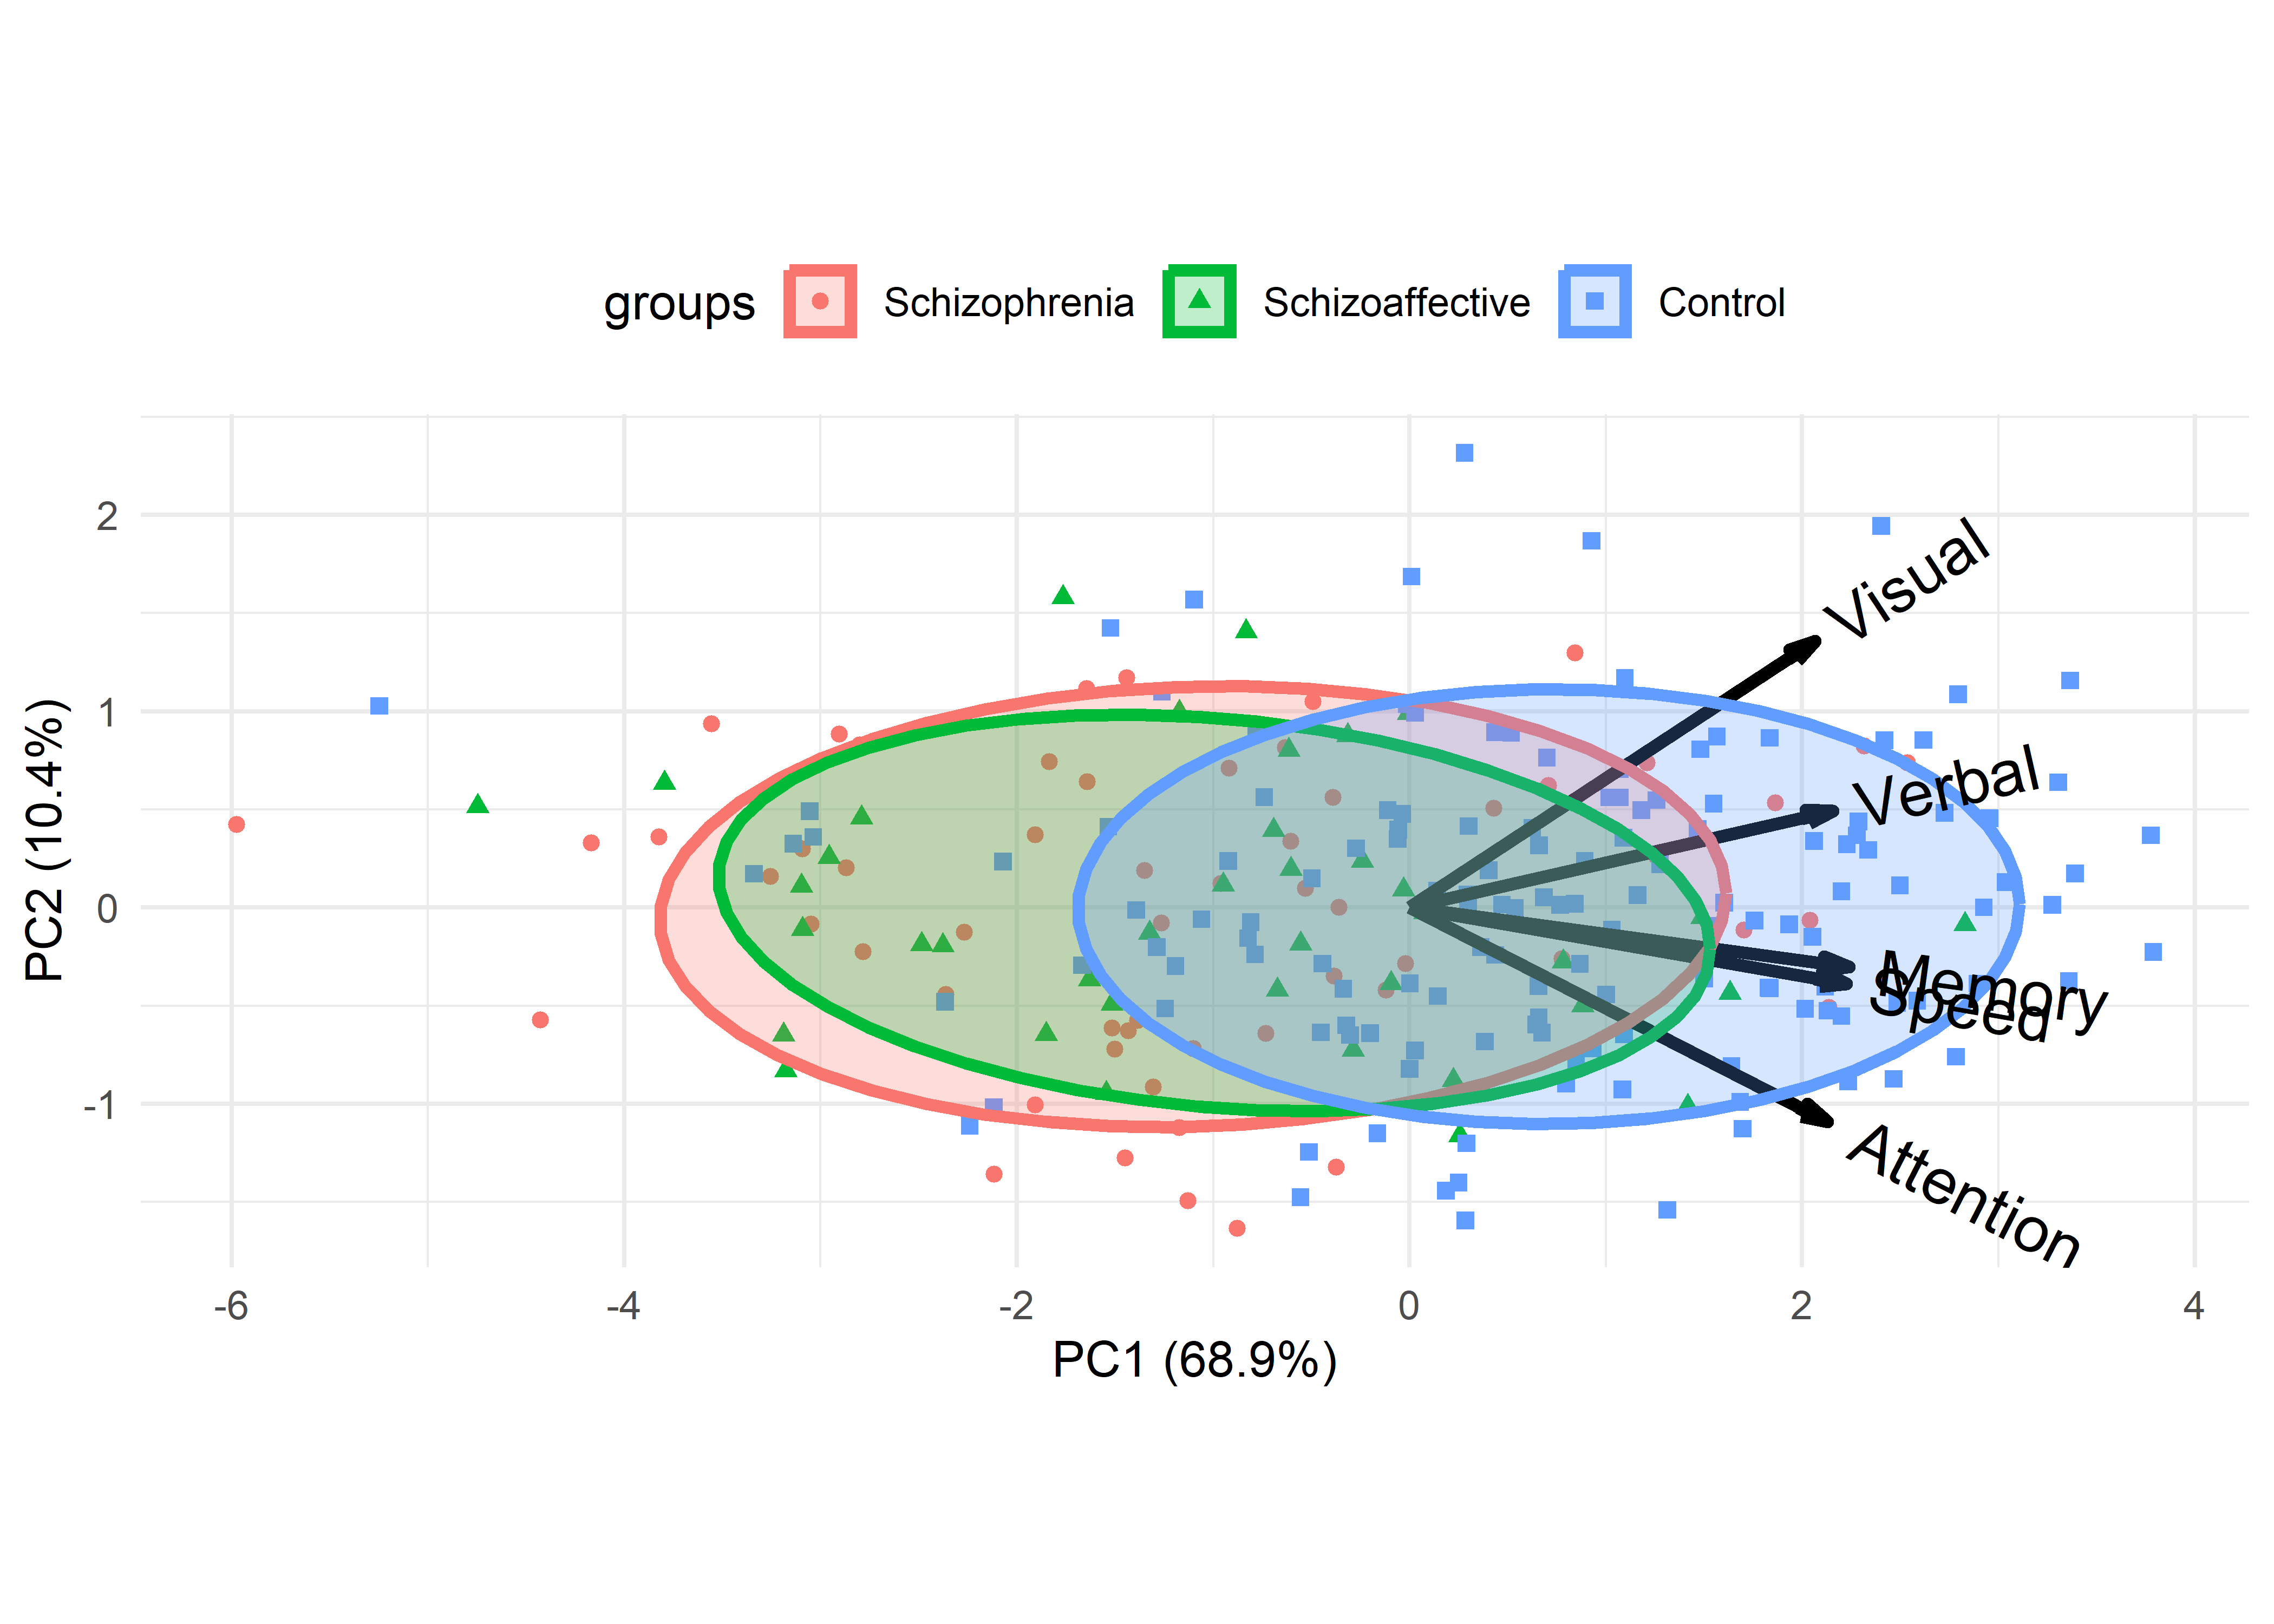 groups Schizophrenia Schizoaffective Control
PC2 (10.4%)
2
1
0
-1
Visual
Verbal
Memory
Speed
Attention
-6 -4 -2 0 2 4
PC1 (68.9%)